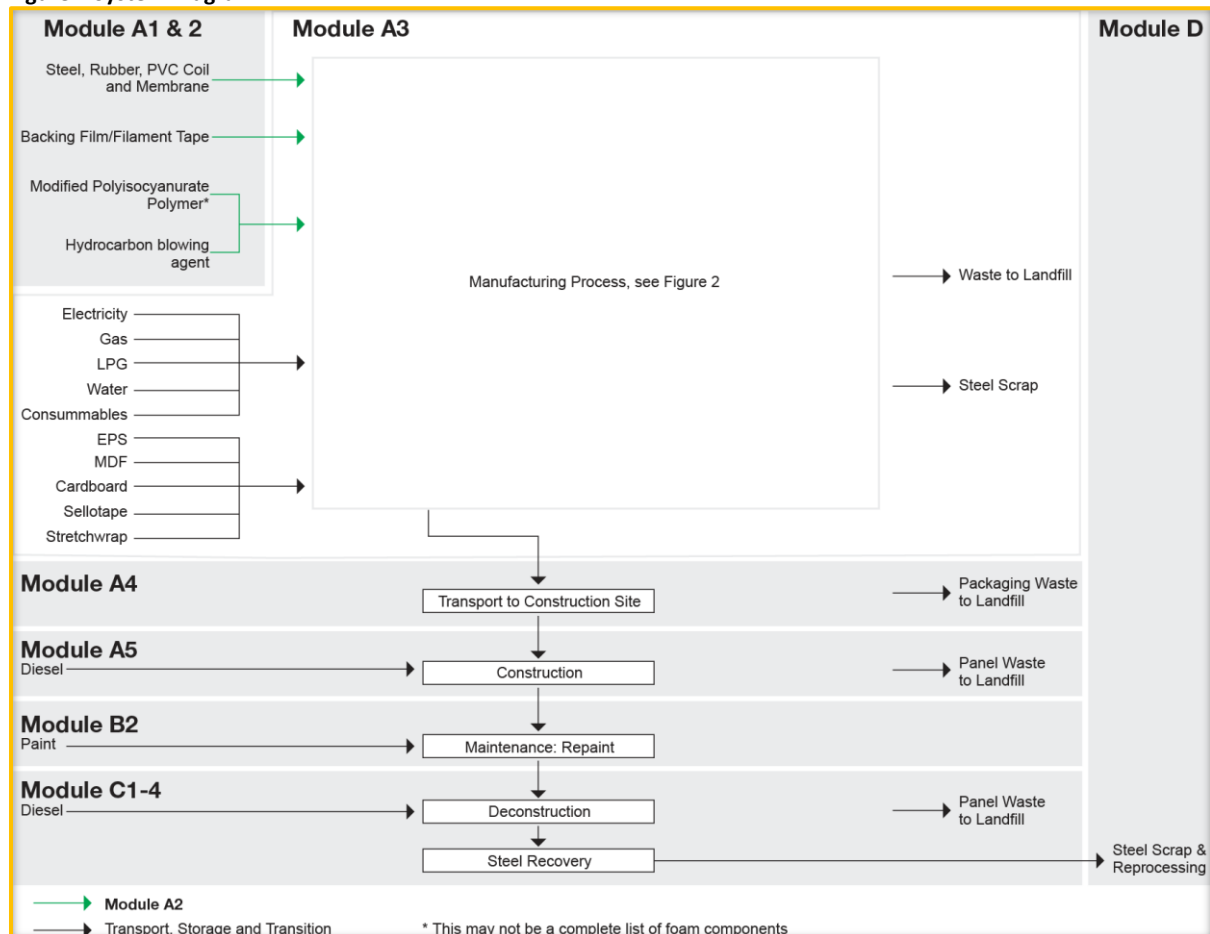 Module A1 & 2
Module A3
Module D
Steel, Rubber, PVC Coil
and Membrane
Backing Film/Filament Tape
Modified Polyisocyanurate
Polymer*
Hydrocarbon blowing
agent
Manufacturing Process, see Figure 2
Waste to Landfill
Steel Scrap
Electricity
Gas
LPG
Water
Consummables
EPS
MDF
Cardboard
Sellotape
Stretchwrap
Module A4
Transport to Construction Site
Packaging Waste
to Landfill
Module A5
Diesel
Construction
Panel Waste
to Landfill
Module B2
Paint
Maintenance: Repaint
Module C1-4
Diesel
Deconstruction
Panel Waste
to Landfill
Steel Recovery
Steel Scrap &
Reprocessing
Module A2
Transport, Storage and Transition
* This may not be a complete list of foam components